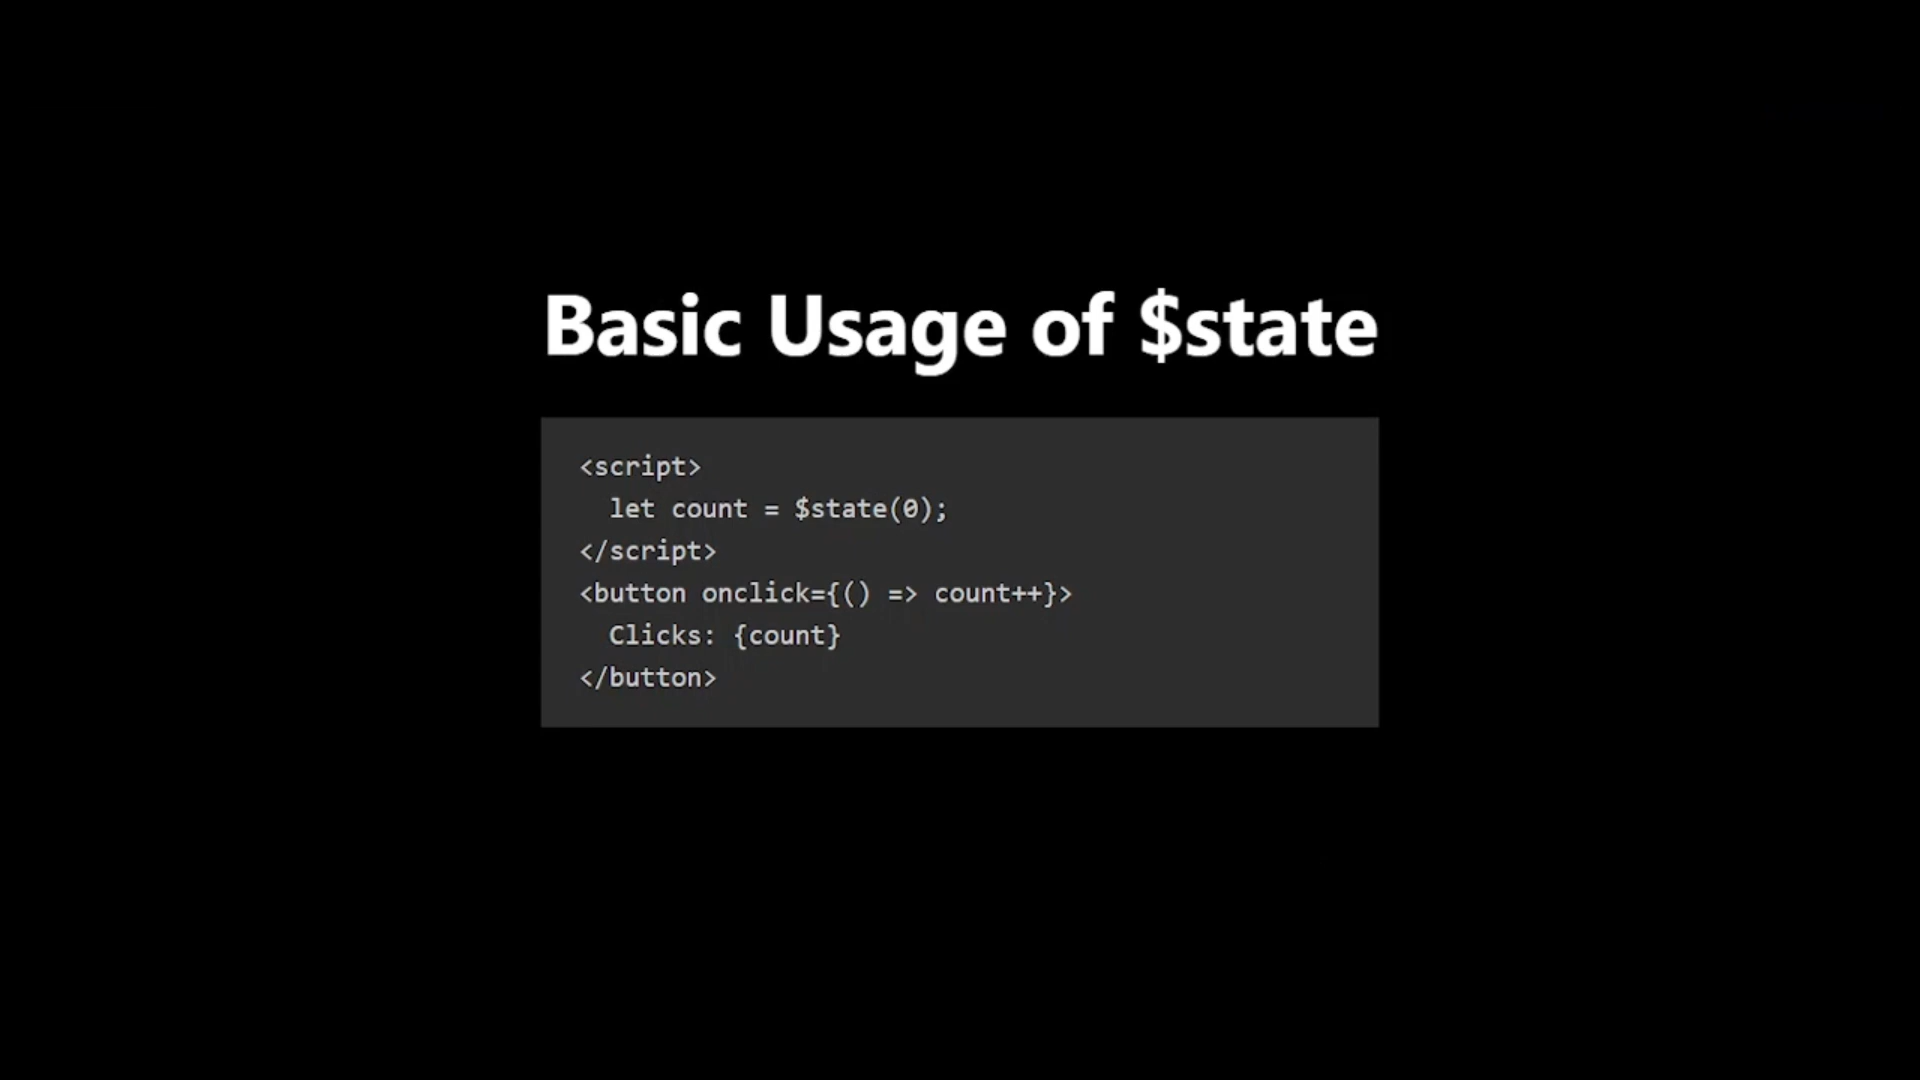 Basic Usage of $state
<script>
  let count = $state(0);
</script>
<button onclick={() => count++}>
  Clicks: {count}
</button>